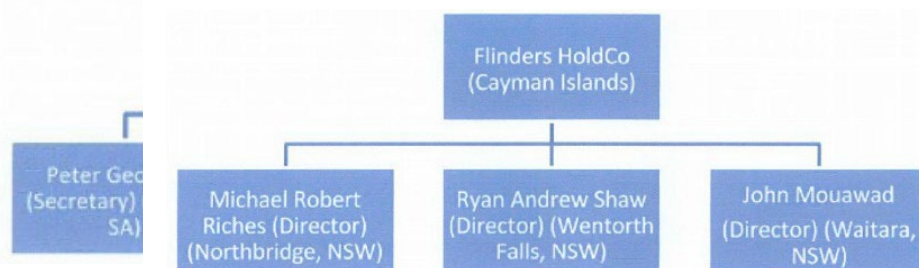 Flinders HoldCo
(Cayman Islands)
Peter
(Secretary)
SA)
Michael Robert
Riches (Director)
(Northbridge, NSW)
Ryan Andrew Shaw
(Director) (Wentorth
Falls, NSW)
John Mouawad
(Director) (Waitara,
NSW)